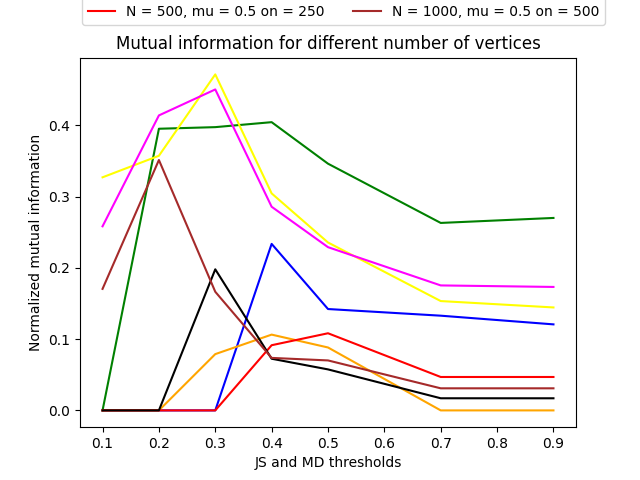 N = 500, mu = 0.5 on = 250 N = 1000, mu = 0.5 on = 500
Mutual information for different number of vertices
Normalized mutual information
0.4
0.3
0.2
0.1
0.0
0.1 0.2 0.3 0.4 0.5 0.6 0.7 0.8 0.9
JS and MD thresholds